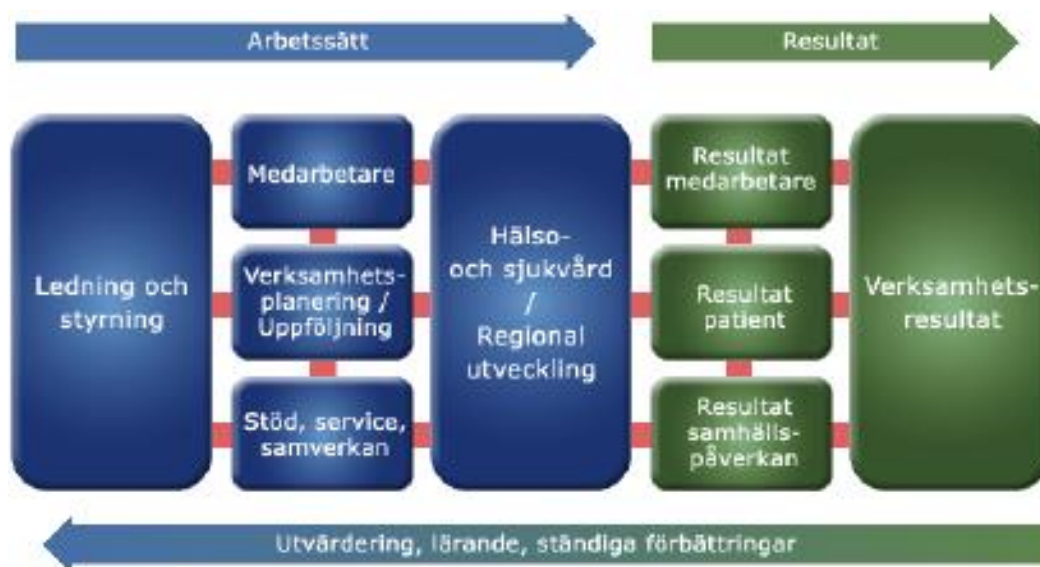 Arbetssätt
Resultat
Ledning och
styrning
Medarbetare
Verksamhets-
planering /
Uppföljning
Stöd, service,
samverkan
Hälso-
och sjukvård
/
Regional
utveckling
Resultat
medarbetare
Resultat
patient
Resultat
samhälls-
påverkan
Verksamhets-
resultat
Utvärdering, lärande, ständiga förbättringar